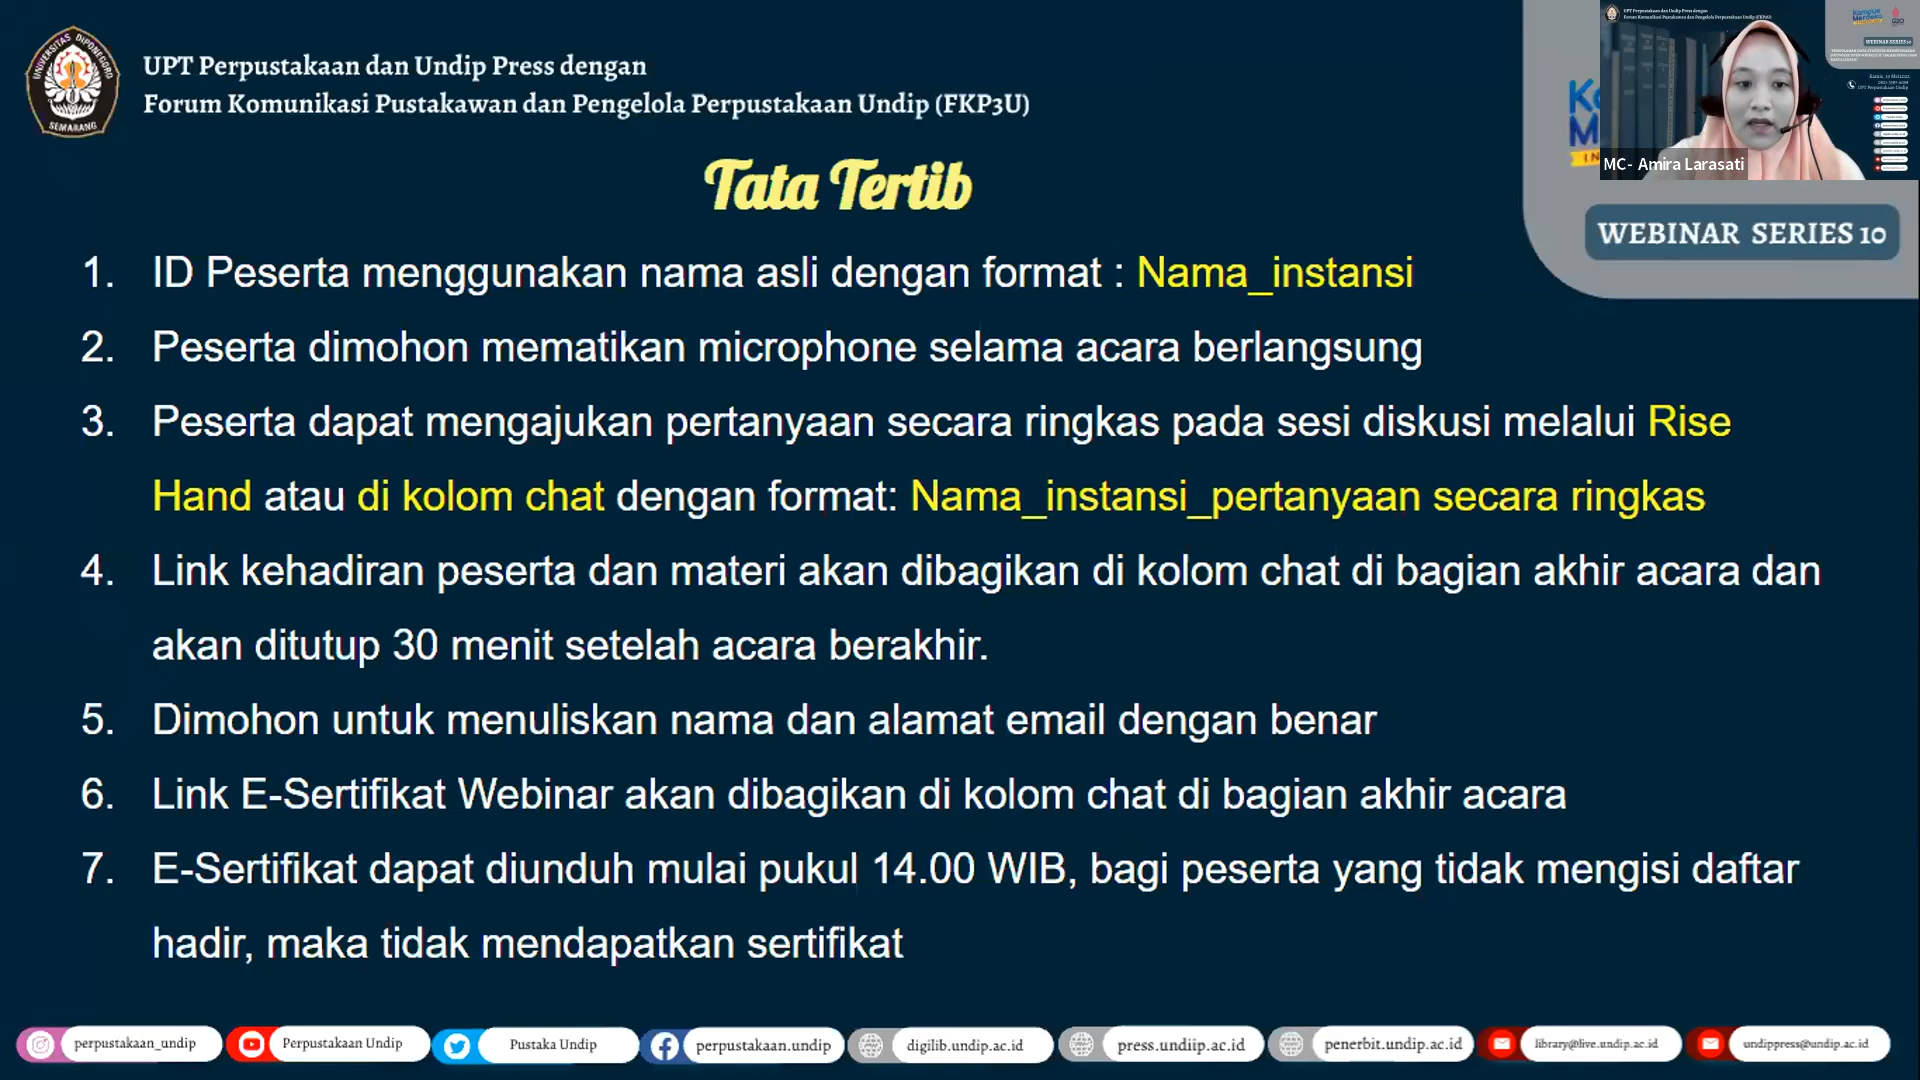 UNIVERSITAS DIPONEGORO
SEMARANG
UPT Perpustakaan dan Undip Press dengan
Forum Komunikasi Pustakawan dan Pengelola Perpustakaan Undip (FKP3U)
MC- Amira Larasati
WEBINAR SERIES 10
Tata Tertib
1. ID Peserta menggunakan nama asli dengan format : Nama_instansi
2. Peserta dimohon mematikan microphone selama acara berlangsung
3. Peserta dapat mengajukan pertanyaan secara ringkas pada sesi diskusi melalui Rise
Hand atau di kolom chat dengan format: Nama_instansi_pertanyaan secara ringkas
4. Link kehadiran peserta dan materi akan dibagikan di kolom chat di bagian akhir acara dan
akan ditutup 30 menit setelah acara berakhir.
5. Dimohon untuk menuliskan nama dan alamat email dengan benar
6. Link E-Sertifikat Webinar akan dibagikan di kolom chat di bagian akhir acara
7. E-Sertifikat dapat diunduh mulai pukul 14.00 WIB, bagi peserta yang tidak mengisi daftar
hadir, maka tidak mendapatkan sertifikat
perpustakaan_undip
Perpustakaan Undip
Pustaka Undip
perpustakaan.undip
digilib.undip.ac.id
press.undiip.ac.id
penerbit.undip.ac.id
library@live.undip.ac.id
undippress@undip.ac.id